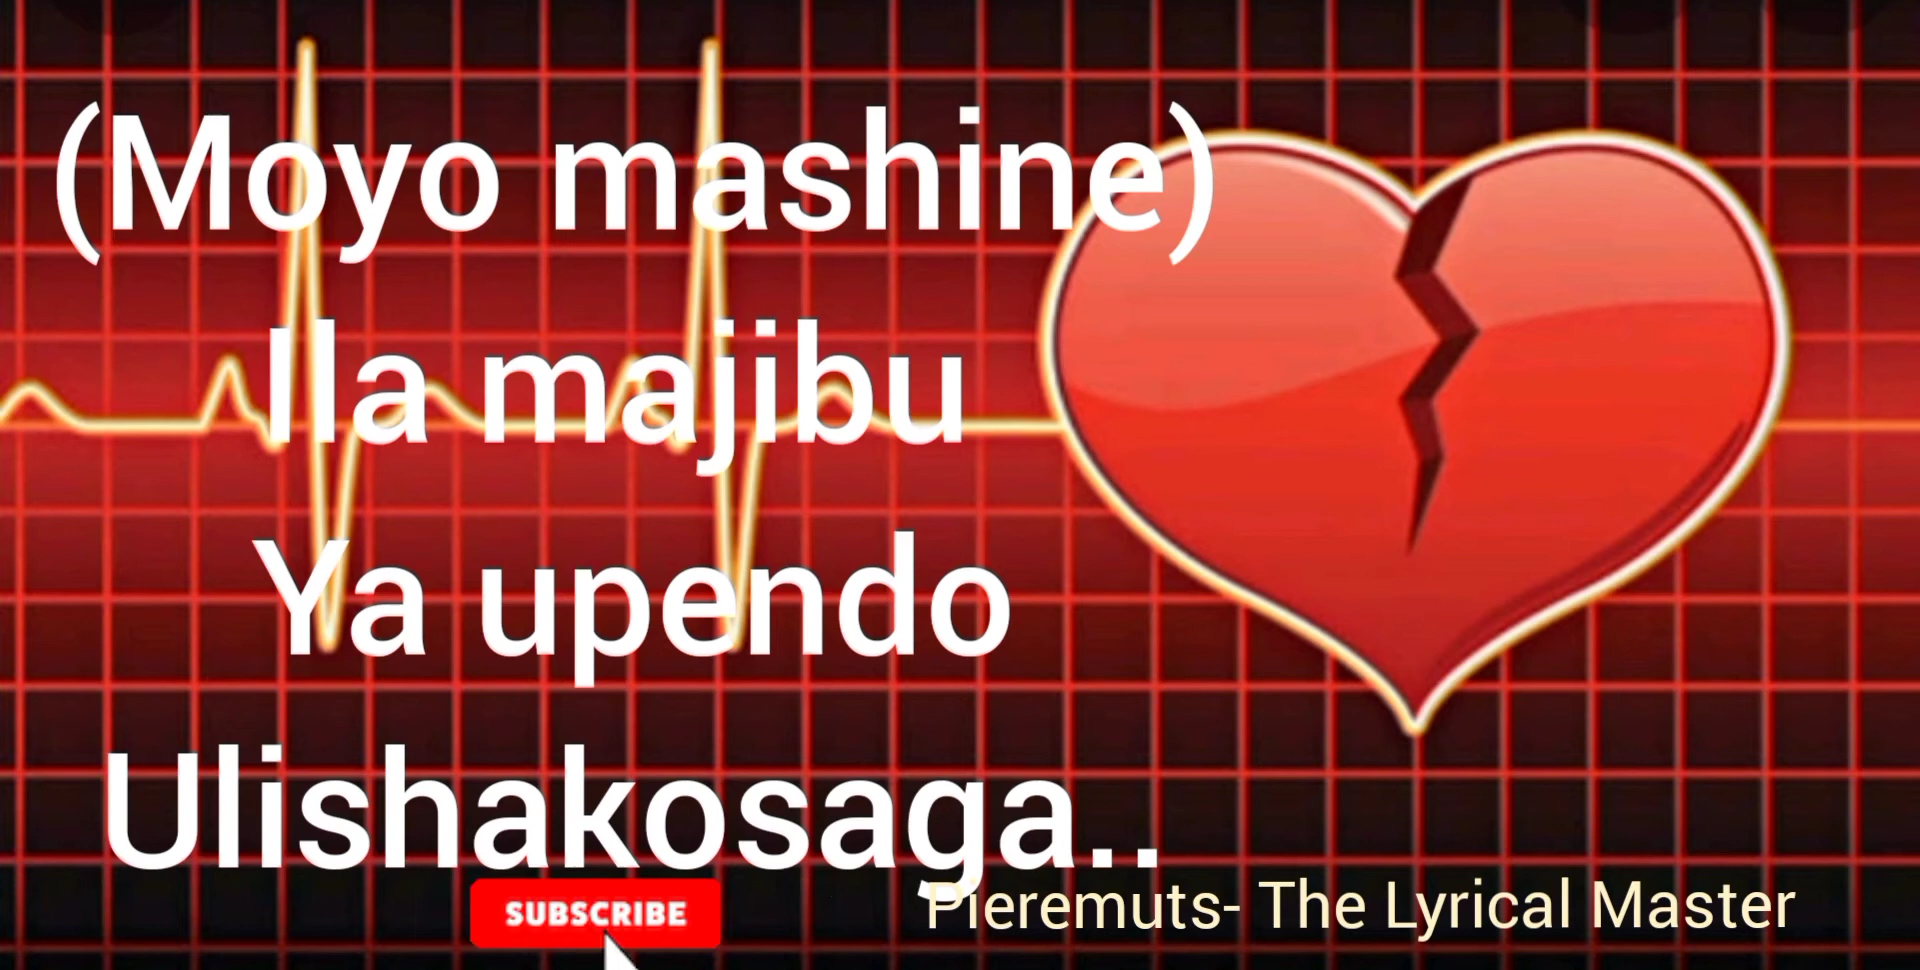 (Moyo mashine)
Ila majibu
Ya upendo
Ulishakosaga..
SUBSCRIBE
Pieremuts- The Lyrical Master